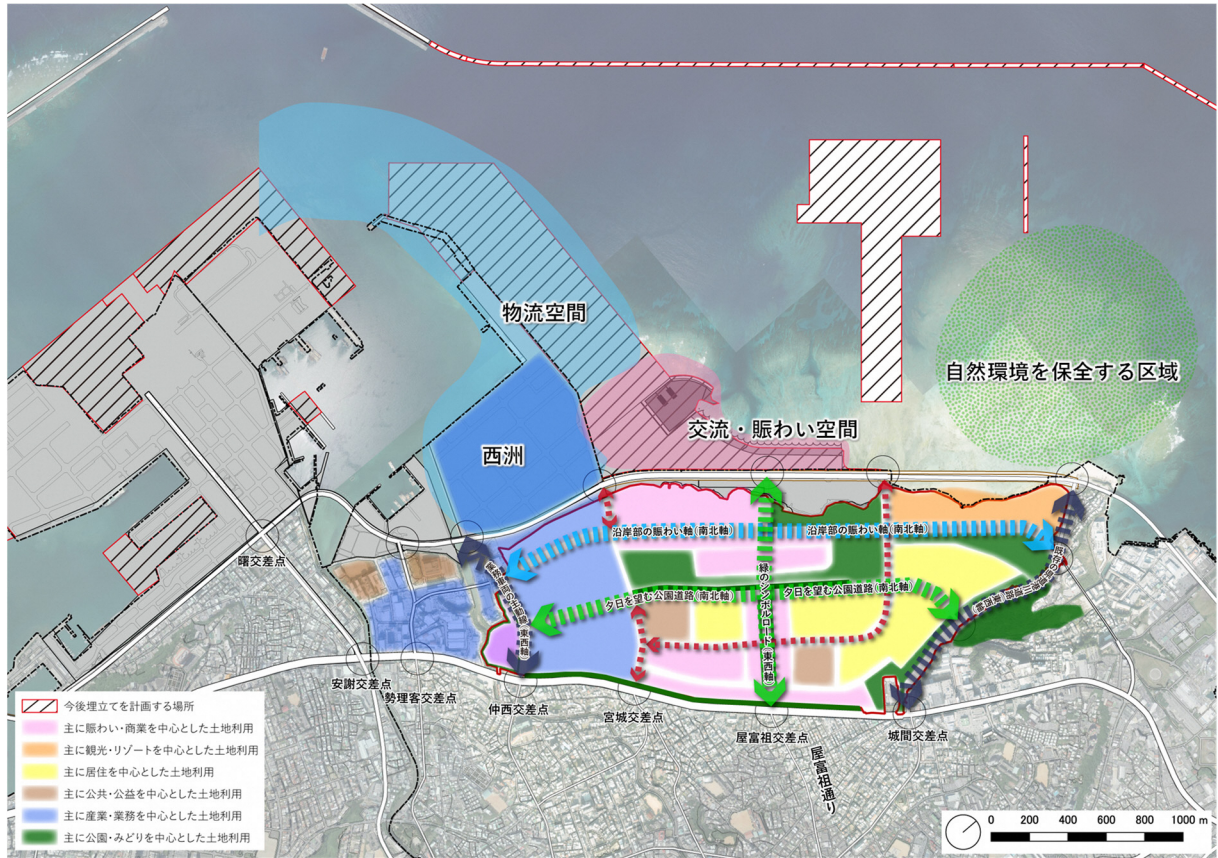 物流空間
自然環境を保全する区域
交流・賑わい空間
西洲
沿岸部の賑わい軸(南北軸)
沿岸部の賑わい軸(南北軸)
曙交差点
緑のシンボルロード(東西軸)
夕日を望む公園道路(南北軸)
夕日を望む公園道路(南北軸)
安謝交差点
勢理客交差点
仲西交差点
宮城交差点
屋富祖交差点
城間交差点
屋富祖通り
今後埋立てを計画する場所
主に賑わい・商業を中心とした土地利用
主に観光・リゾートを中心とした土地利用
主に居住を中心とした土地利用
主に公共・公益を中心とした土地利用
主に産業・業務を中心とした土地利用
主に公園・みどりを中心とした土地利用
0 200 400 600 800 1000 m